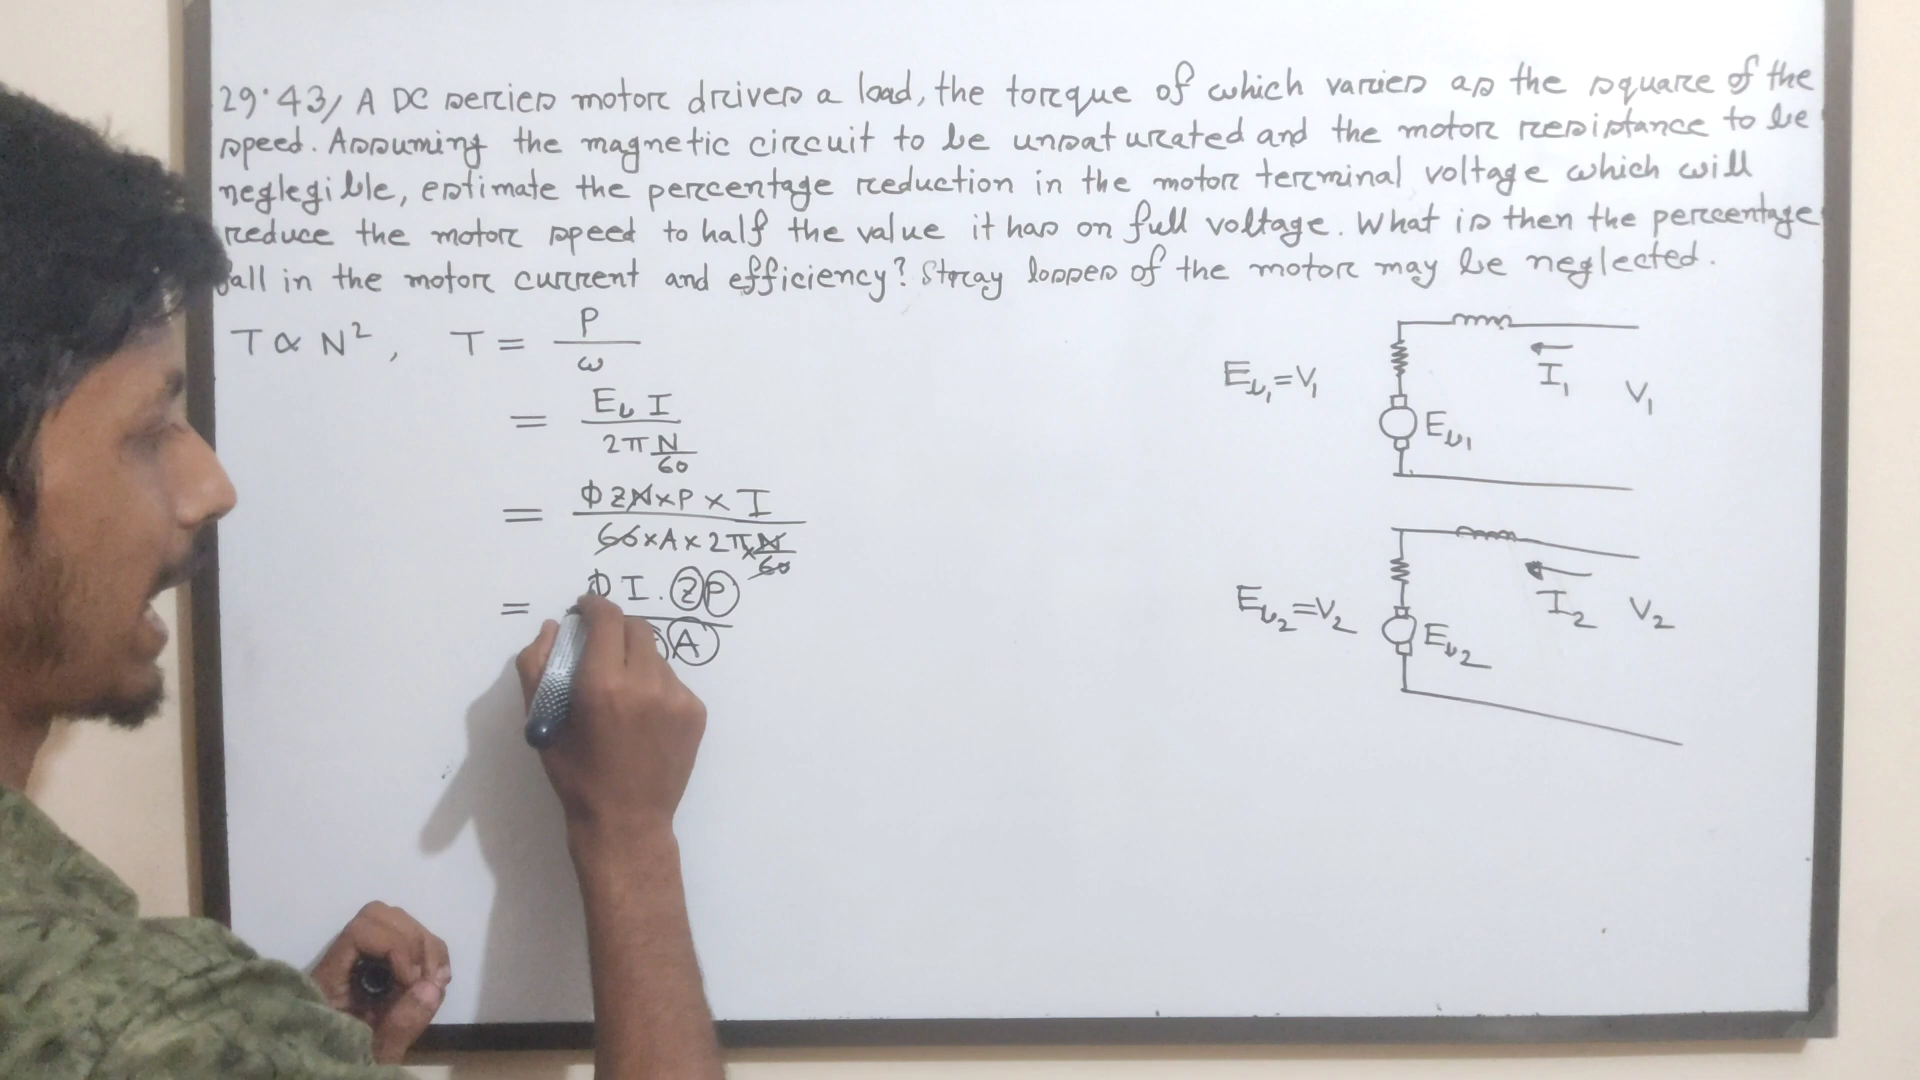 29.43/ A DC series motor drives a load, the torque of which varies as the square of the
speed. Assuming the magnetic circuit to be unsaturated and the motor resistance to be
neglegible, estimate the percentage reduction in the motor terminal voltage which will
reduce the motor speed to half the value it has on full voltage. What is then the percentage
fall in the motor current and efficiency? Stray losses of the motor may be neglected.
T ∝ N², T = P / ω
= E_b I / 2π N/60
= ϕZN×P×I / 60×A×2π×N/60
= ϕ I. Z P / A
E_b1 = V1
I1
V1
E_b1
E_b2 = V2
I2
V2
E_b2